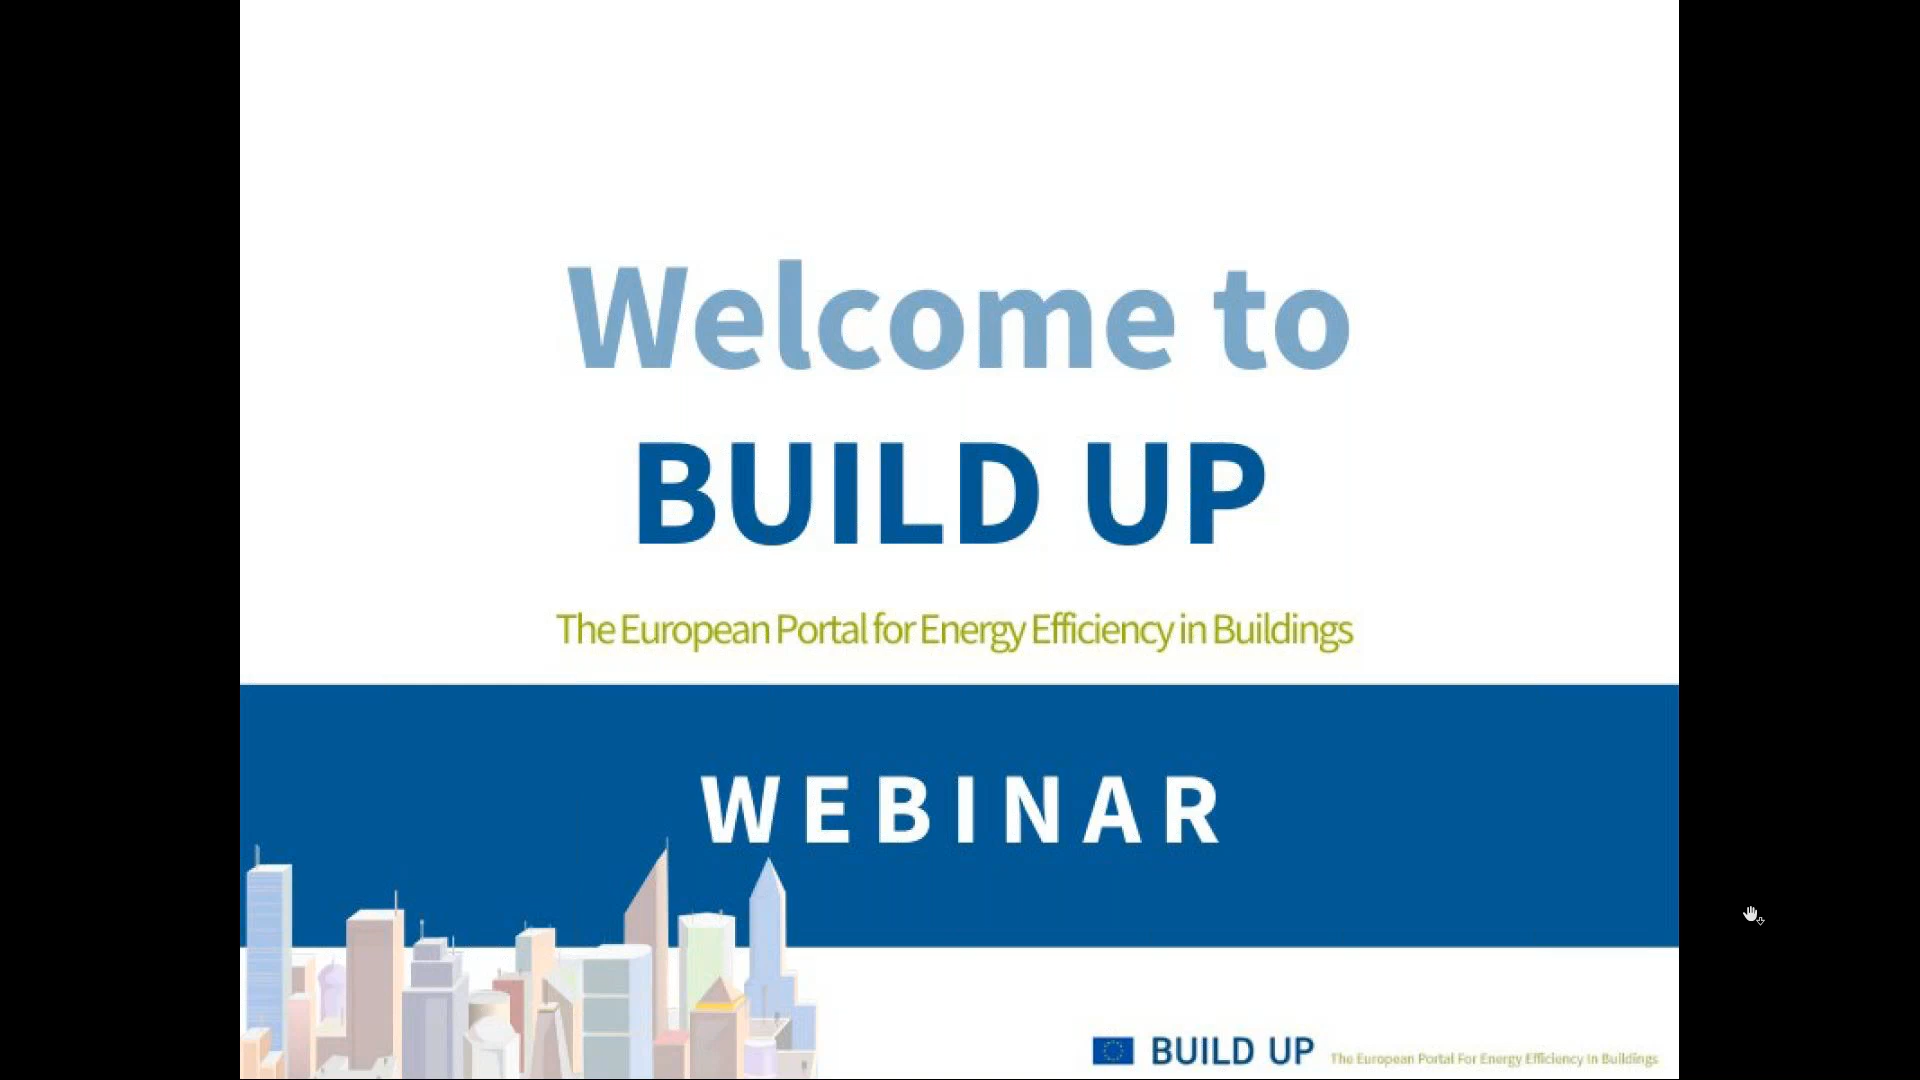 Welcome to
BUILD UP
The European Portal for Energy Efficiency in Buildings
WEBINAR
BUILD UP The European Portal For Energy Efficiency In Buildings